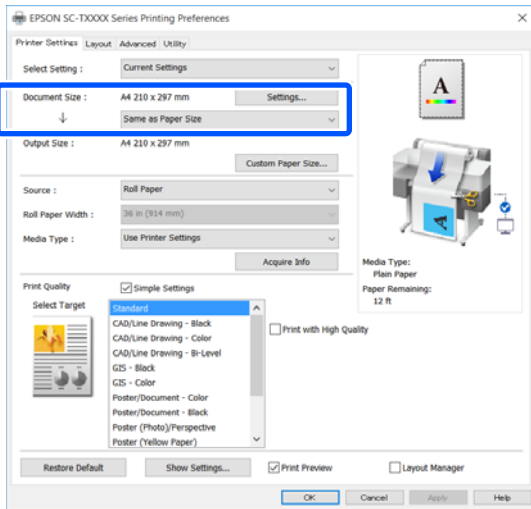 EPSON SC-TXXXX Series Printing Preferences
Printer Settings Layout Advanced Utility
Select Setting : Current Settings
Document Size : A4 210 x 297 mm Settings...
Same as Paper Size
Output Size : A4 210 x 297 mm
Custom Paper Size...
Source : Roll Paper
Roll Paper Width : 36 in (914 mm)
Media Type : Use Printer Settings
Acquire Info
A
Media Type:
Plain Paper
Paper Remaining:
12 ft
Print Quality Simple Settings
Select Target
Standard
CAD/Line Drawing - Black
CAD/Line Drawing - Color
CAD/Line Drawing - Bi-Level
GIS - Black
GIS - Color
Poster/Document - Color
Poster/Document - Black
Poster (Photo)/Perspective
Poster (Yellow Paper)
Print with High Quality
Restore Default Show Settings... Print Preview Layout Manager
OK Cancel Apply Help